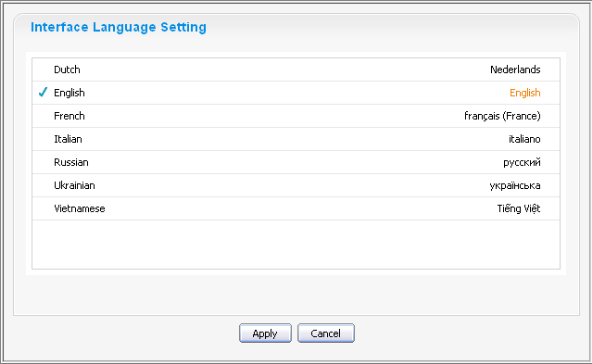 Interface Language Setting
Dutch Nederlands
English English
French français (France)
Italian italiano
Russian русский
Ukrainian українська
Vietnamese Tiếng Việt
Apply Cancel